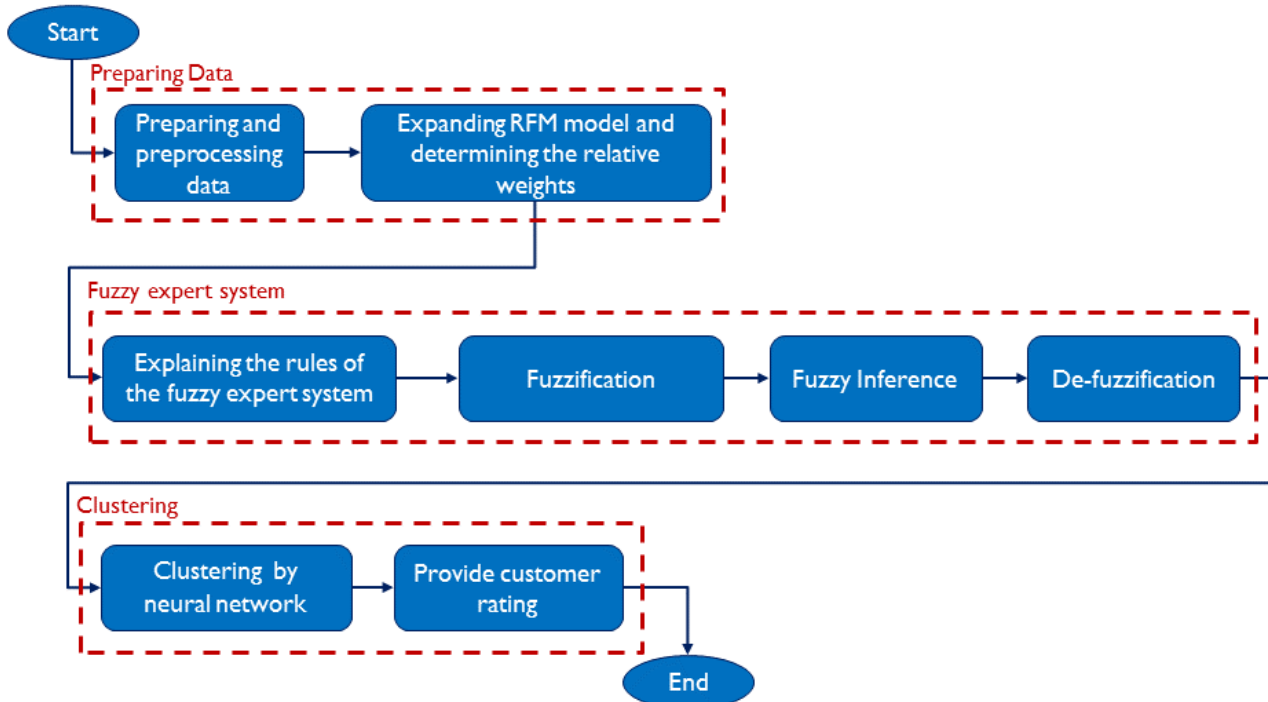 Start
Preparing Data
Preparing and
preprocessing
data
Expanding RFM model and
determining the relative
weights
Fuzzy expert system
Explaining the rules of
the fuzzy expert system
Fuzzification
Fuzzy Inference
De-fuzzification
Clustering
Clustering by
neural network
Provide customer
rating
End